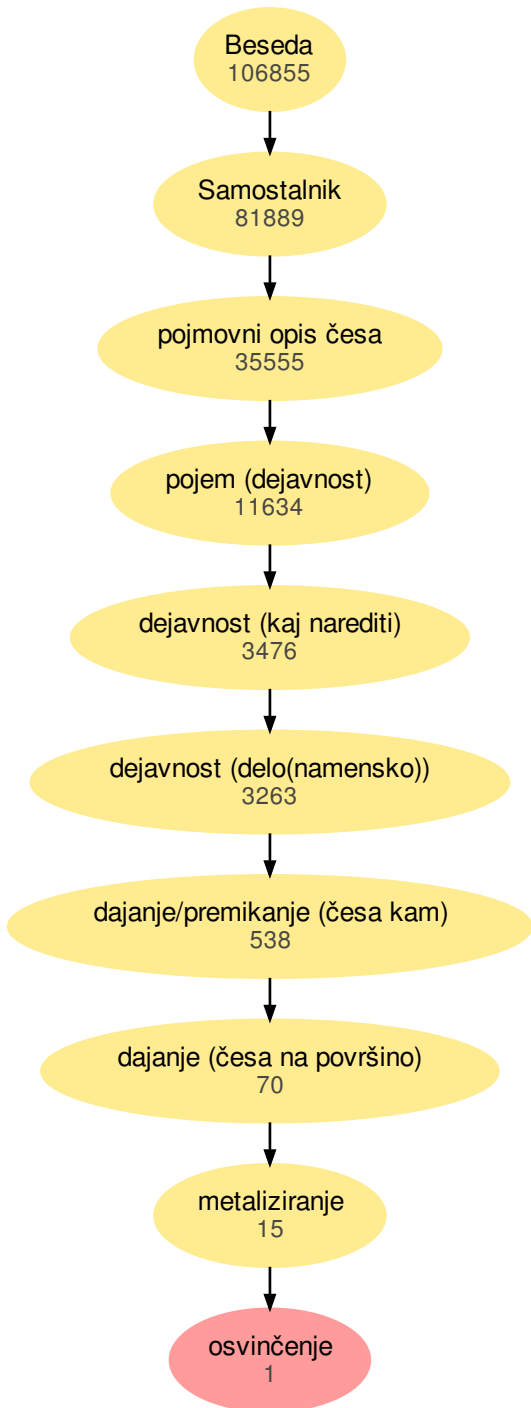 Beseda
106855
Samostalnik
81889
pojmovni opis česa
35555
pojem (dejavnost)
11634
dejavnost (kaj narediti)
3476
dejavnost (delo(namensko))
3263
dajanje/premikanje (česa kam)
538
dajanje (česa na površino)
70
metaliziranje
15
osvinčenje
1